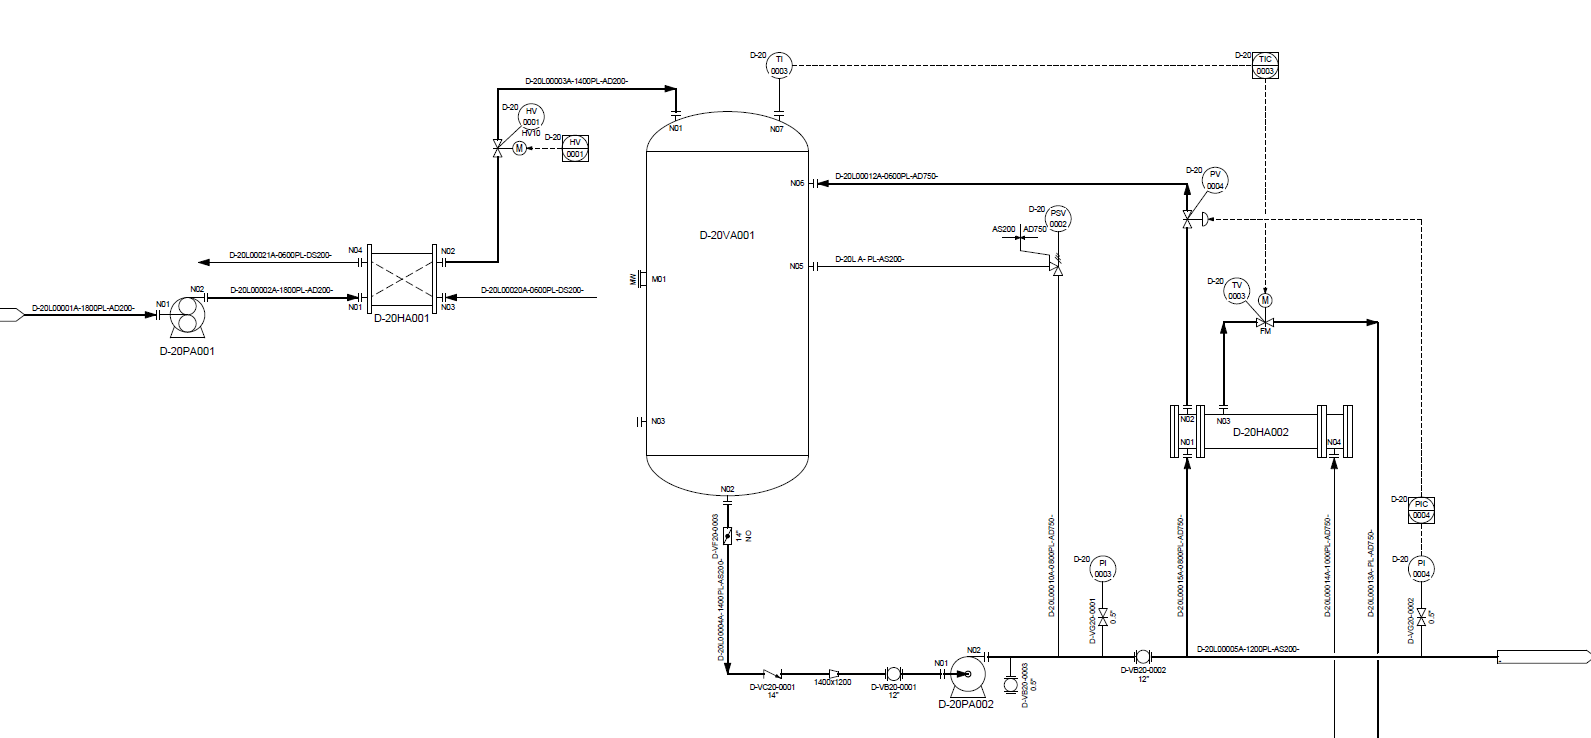 D-20
TI
0003
D-20
TIC
0003
D-20L00003A-1400PL-AD200-
D-20
HV
0001
HV10
M
D-20
HV
0001
N01
N07
D-20L00012A-0600PL-AD750-
N06
D-20
PV
0004
D-20
PSV
0002
AS200
AD750
D-20VA001
D-20L A- PL-AS200-
N05
M01
MW
D-20L00021A-0600PL-DS200-
N04
N02
D-20L00002A-1800PL-AD200-
N02
N01
N03
D-20L00020A-0600PL-DS200-
D-20HA001
D-20L00001A-1800PL-AD200-
N01
D-20PA001
D-20
TV
0003
M
FM
N03
N02
N03
N01
D-20HA002
N04
N02
D-VF20-0003
14"
NO
D-20L00004A-1400PL-AS200-
D-20L00010A-0800PL-AD750-
D-20
PI
0003
D-VG20-0001
0.5"
D-20L00015A-0800PL-AD750-
D-20L00014A-1000PL-AD750-
D-20L00013A- PL-AD750-
D-20
PIC
0004
D-20
PI
0004
D-VG20-0002
0.5"
D-VC20-0001
14"
1400x1200
D-VB20-0001
12"
N01
N02
D-20PA002
D-VB20-0003
0.5"
D-VB20-0002
12"
D-20L00005A-1200PL-AS200-